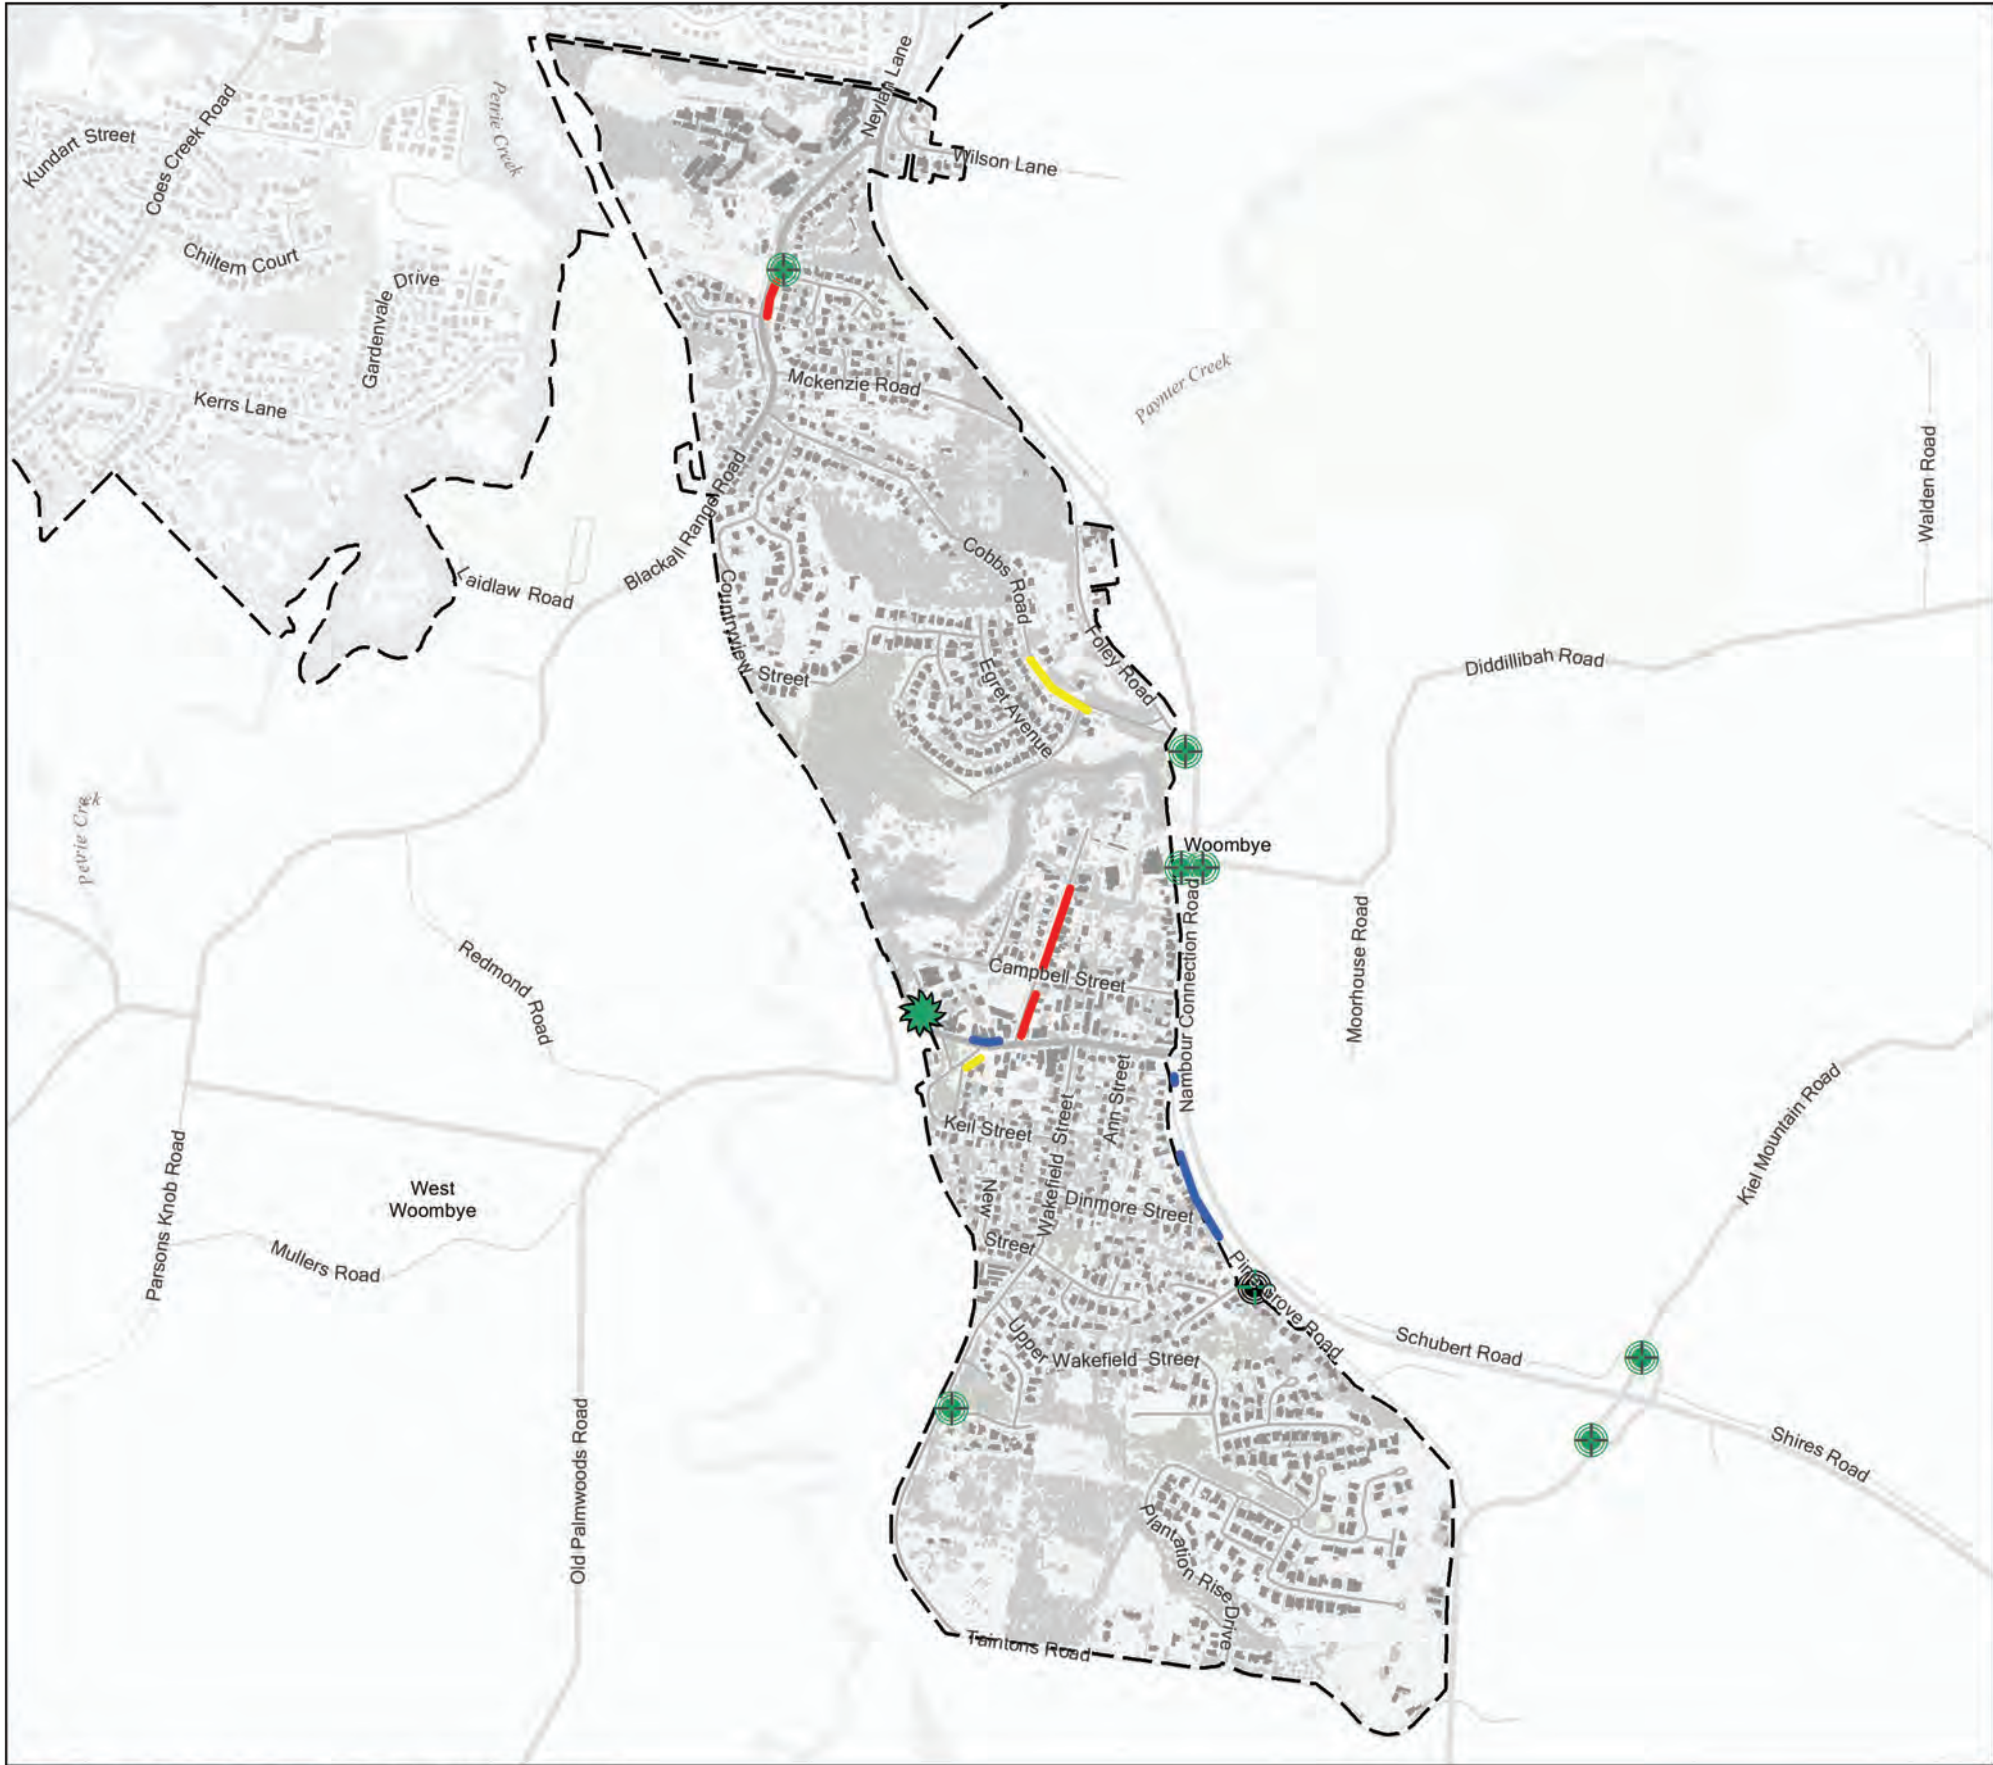 Neylan Lane
Kundart Street
Coes Creek Road
Petrie Creek
Wilson Lane
Chiltern Court
Gardenvale
Drive
Mckenzie Road
Paynter Creek
Kerrs Lane
Walden Road
Blackall Range Road
Laidlaw Road
Cobbs Road
Countryview
Street
Foley Road
Egret Avenue
Diddillibah Road
Petrie Creek
Woombye
Nambour Connection Road
Moorhouse Road
Redmond Road
Campbell Street
Ann Street
Kiel Mountain Road
Keil Street
Wakefield Street
Parsons Knob Road
West
Woombye
New
Street
Dinmore Street
Mullers Road
Pine Grove Road
Schubert Road
Upper
Wakefield Street
Old Palmwoods Road
Shires Road
Plantation Rise Drive
Taintons Road